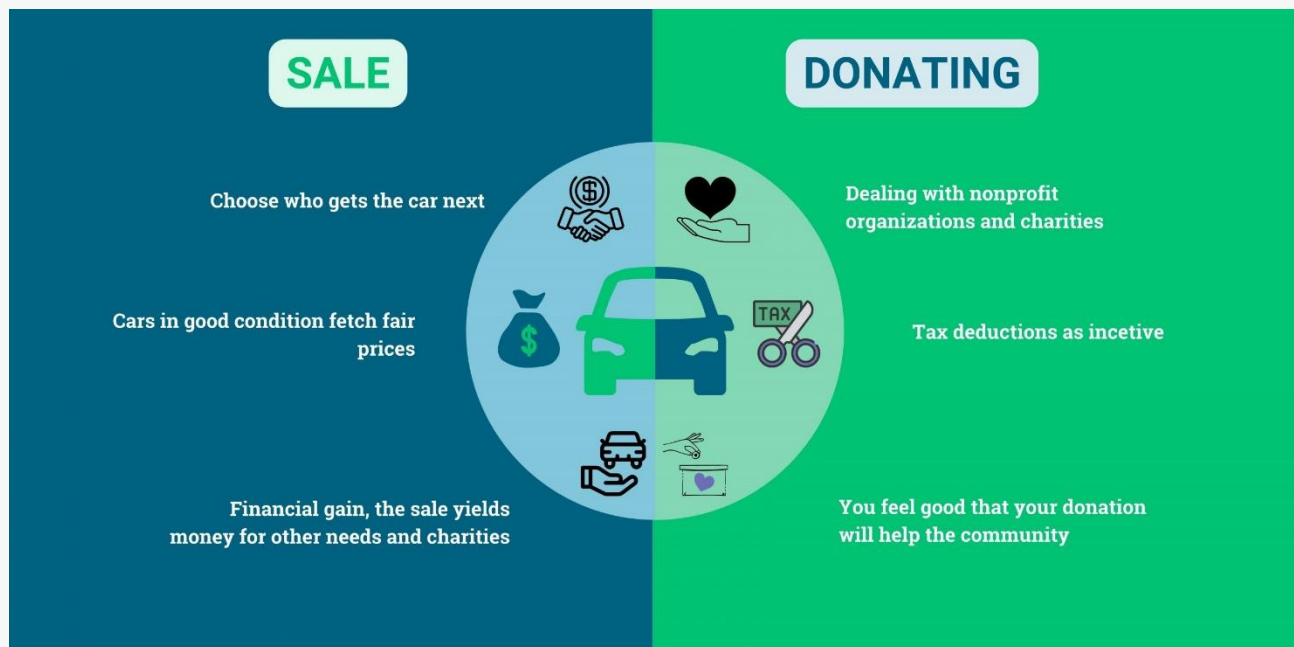 SALE
Choose who gets the car next
Cars in good condition fetch fair
prices
Financial gain, the sale yields
money for other needs and charities
$
$
DONATING
Dealing with nonprofit
organizations and charities
TAX
Tax deductions as incetive
You feel good that your donation
will help the community